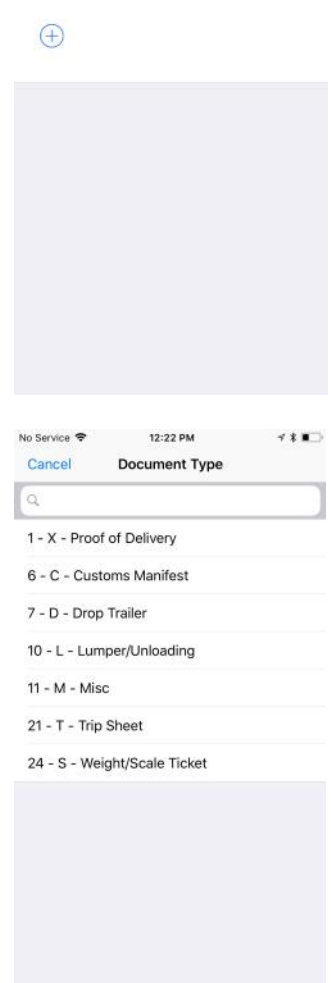 No Service 12:22 PM
Cancel Document Type
1 - X - Proof of Delivery
6 - C - Customs Manifest
7 - D - Drop Trailer
10 - L - Lumper/Unloading
11 - M - Misc
21 - T - Trip Sheet
24 - S - Weight/Scale Ticket